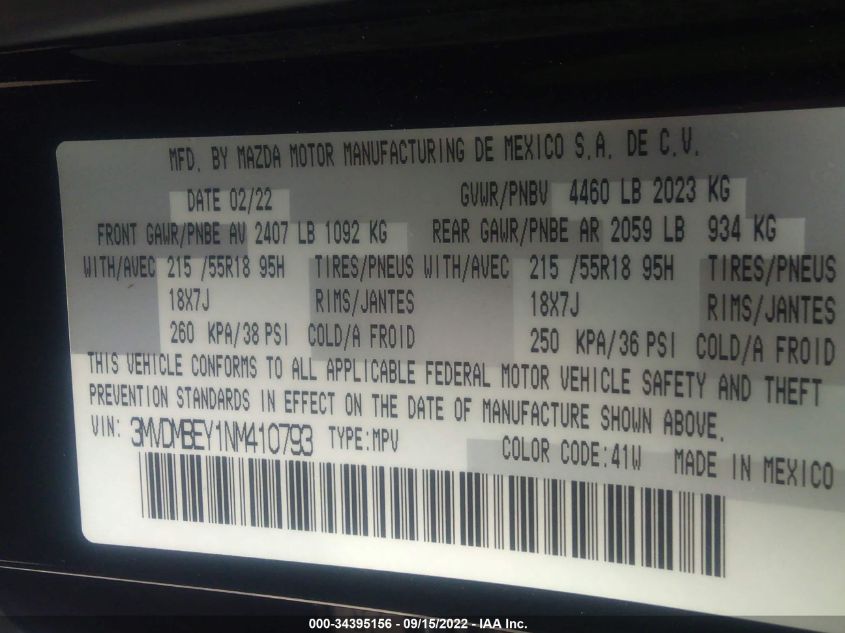 MFD. BY MAZDA MOTOR MANUFACTURING DE MEXICO S.A. DE C.V.
DATE 02/22 GVWR/PNBV 4460 LB 2023 KG
FRONT GAWR/PNBE AV 2407 LB 1092 KG REAR GAWR/PNBE AR 2059 LB 934 KG
WITH/AVEC 215 /55R18 95H TIRES/PNEUS WITH/AVEC 215 /55R18 95H TIRES/PNEUS
18X7J RIMS/JANTES 18X7J RIMS/JANTES
260 KPA/38 PSI COLD/A FROID 250 KPA/36 PSI COLD/A FROID
THIS VEHICLE CONFORMS TO ALL APPLICABLE FEDERAL MOTOR VEHICLE SAFETY AND THEFT
PREVENTION STANDARDS IN EFFECT ON THE DATE OF MANUFACTURE SHOWN ABOVE.
VIN: 3MVDMBEY1NM410793 TYPE:MPV COLOR CODE:41W MADE IN MEXICO
000-34395156 - 09/15/2022 - IAA Inc.